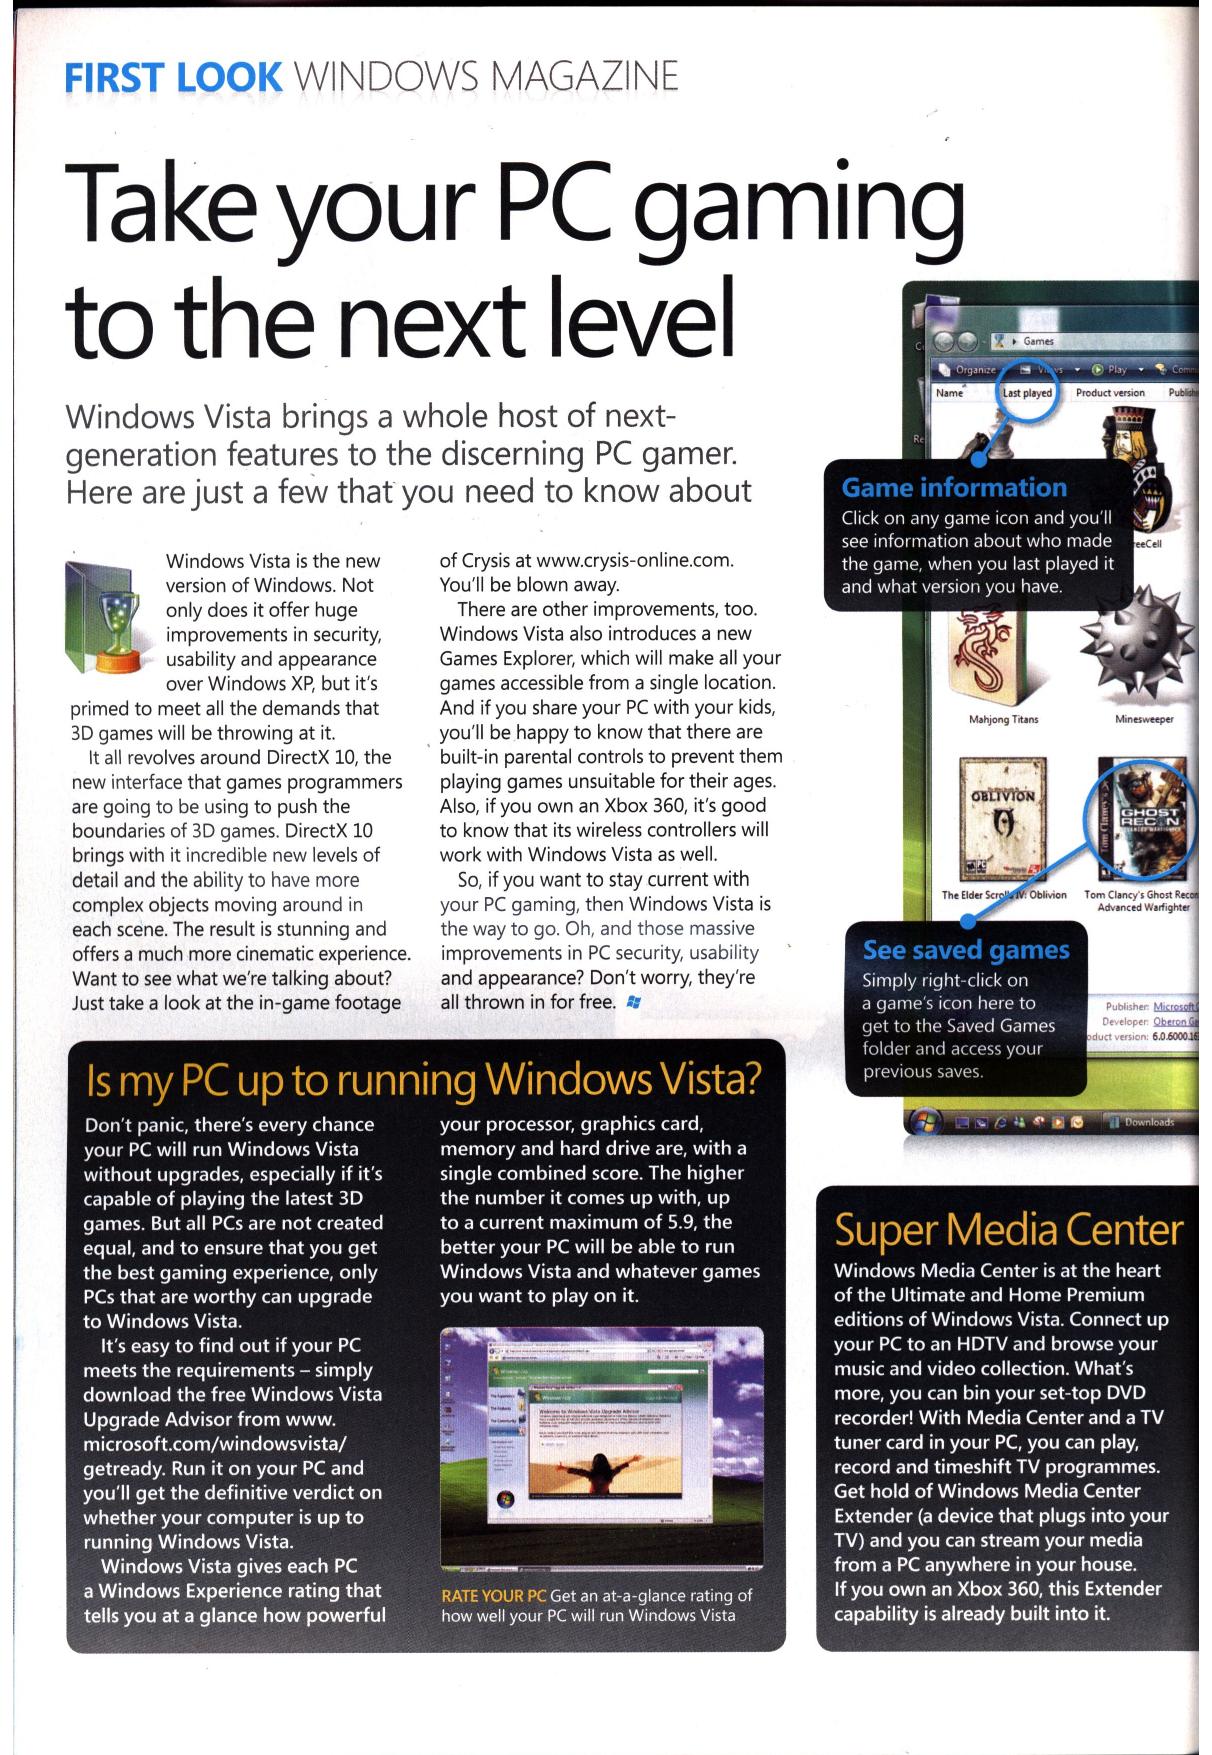 FIRST LOOK WINDOWS MAGAZINE
Take your PC gaming
to the next level
Windows Vista brings a whole host of next-
generation features to the discerning PC gamer.
Here are just a few that you need to know about
Windows Vista is the new
version of Windows. Not
only does it offer huge
improvements in security,
usability and appearance
over Windows XP, but it's
primed to meet all the demands that
3D games will be throwing at it.
It all revolves around DirectX 10, the
new interface that games programmers
are going to be using to push the
boundaries of 3D games. DirectX 10
brings with it incredible new levels of
detail and the ability to have more
complex objects moving around in
each scene. The result is stunning and
offers a much more cinematic experience.
Want to see what we're talking about?
Just take a look at the in-game footage
of Crysis at www.crysis-online.com.
You'll be blown away.
There are other improvements, too.
Windows Vista also introduces a new
Games Explorer, which will make all your
games accessible from a single location.
And if you share your PC with your kids,
you'll be happy to know that there are
built-in parental controls to prevent them
playing games unsuitable for their ages.
Also, if you own an Xbox 360, it's good
to know that its wireless controllers will
work with Windows Vista as well.
So, if you want to stay current with
your PC gaming, then Windows Vista is
the way to go. Oh, and those massive
improvements in PC security, usability
and appearance? Don't worry, they're
all thrown in for free.
Games
Organize Views Play
Name Last played Product version
Game information
Click on any game icon and you'll
see information about who made
the game, when you last played it
and what version you have.
eeCell
Mahjong Titans
Minesweeper
OBLIVION
GHOST
RECON
ADVANCED WARFIGHTER
The Elder Scrolls IV: Oblivion
Tom Clancy's Ghost Recon
Advanced Warfighter
See saved games
Simply right-click on
a game's icon here to
get to the Saved Games
folder and access your
previous saves.
Publisher: Microsoft
Developer: Oberon Ga
oduct version: 6.0.6000.16
Downloads
Is my PC up to running Windows Vista?
Don't panic, there's every chance
your PC will run Windows Vista
without upgrades, especially if it's
capable of playing the latest 3D
games. But all PCs are not created
equal, and to ensure that you get
the best gaming experience, only
PCs that are worthy can upgrade
to Windows Vista.
It's easy to find out if your PC
meets the requirements – simply
download the free Windows Vista
Upgrade Advisor from www.
microsoft.com/windowsvista/
getready. Run it on your PC and
you'll get the definitive verdict on
whether your computer is up to
running Windows Vista.
Windows Vista gives each PC
a Windows Experience rating that
tells you at a glance how powerful
your processor, graphics card,
memory and hard drive are, with a
single combined score. The higher
the number it comes up with, up
to a current maximum of 5.9, the
better your PC will be able to run
Windows Vista and whatever games
you want to play on it.
Welcome to Windows Vista Upgrade Advisor
RATE YOUR PC Get an at-a-glance rating of
how well your PC will run Windows Vista
Super Media Center
Windows Media Center is at the heart
of the Ultimate and Home Premium
editions of Windows Vista. Connect up
your PC to an HDTV and browse your
music and video collection. What's
more, you can bin your set-top DVD
recorder! With Media Center and a TV
tuner card in your PC, you can play,
record and timeshift TV programmes.
Get hold of Windows Media Center
Extender (a device that plugs into your
TV) and you can stream your media
from a PC anywhere in your house.
If you own an Xbox 360, this Extender
capability is already built into it.